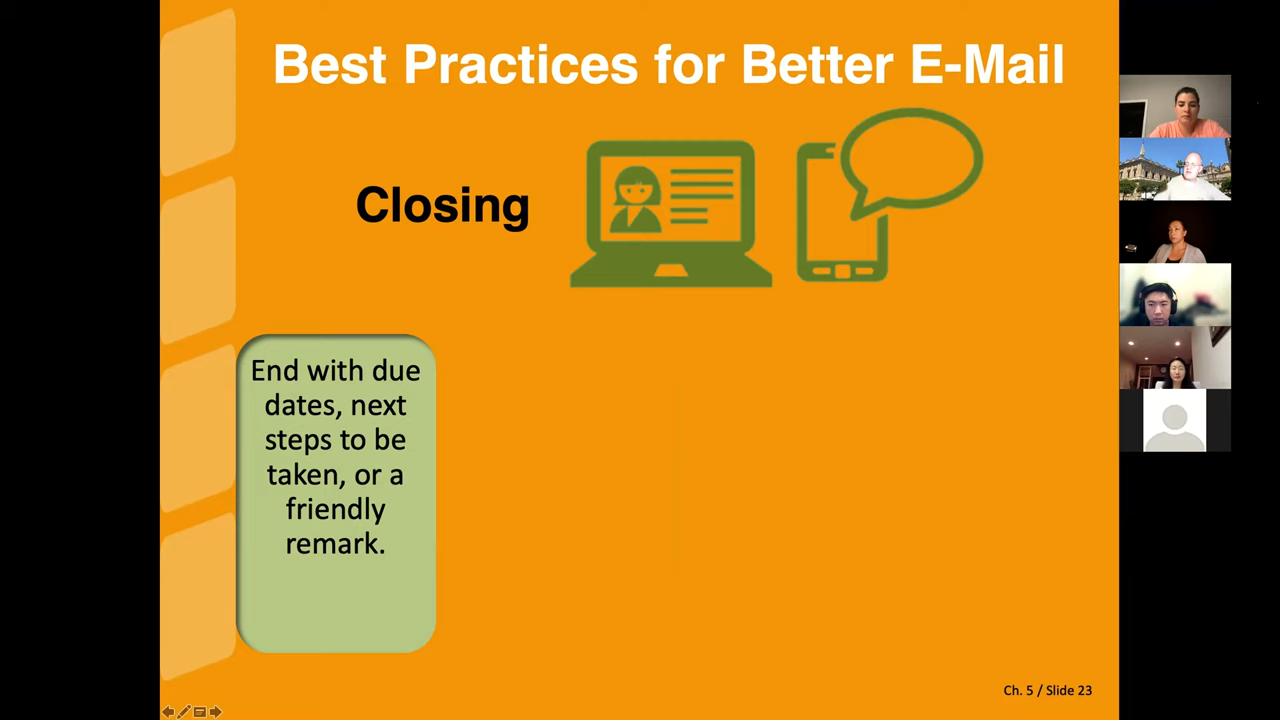 Best Practices for Better E-Mail
Closing
End with due
dates, next
steps to be
taken, or a
friendly
remark.
Ch. 5 / Slide 23